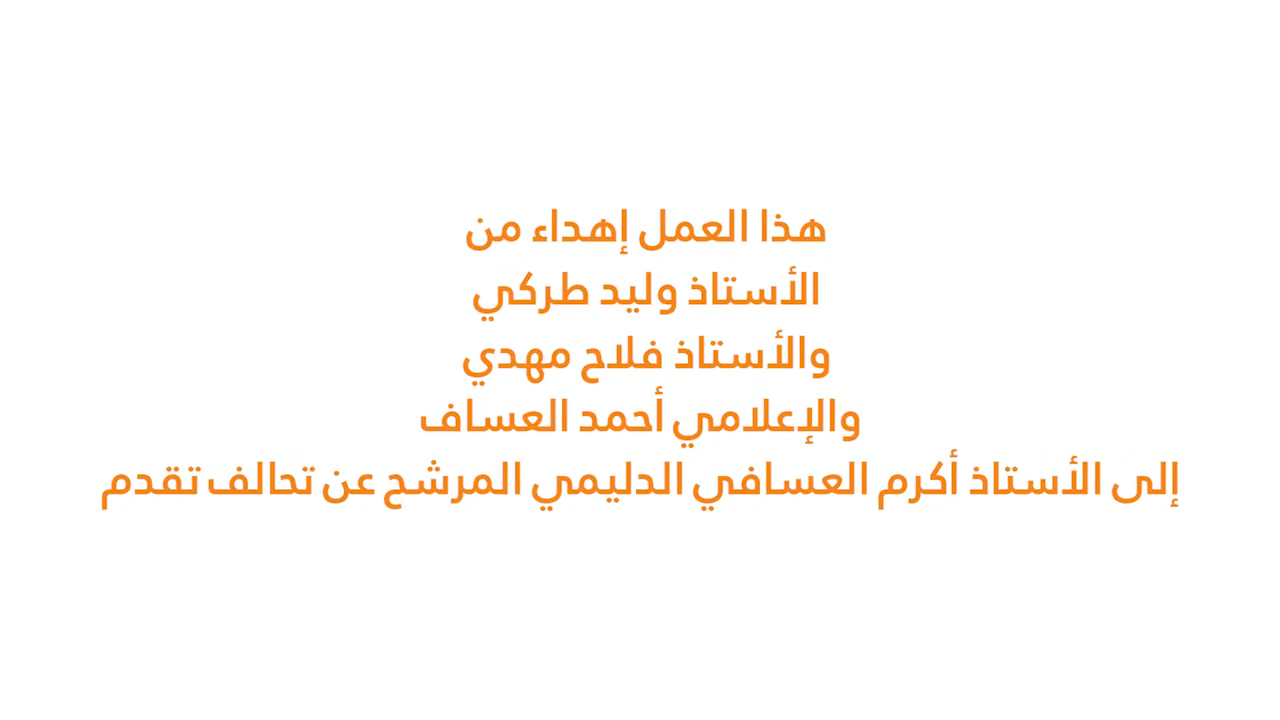 هذا العمل إهداء من
الأستاذ وليد طركي
والأستاذ فلاح مهدي
والإعلامي أحمد العساف
إلى الأستاذ أكرم العسافي الدليمي المرشح عن تحالف تقدم